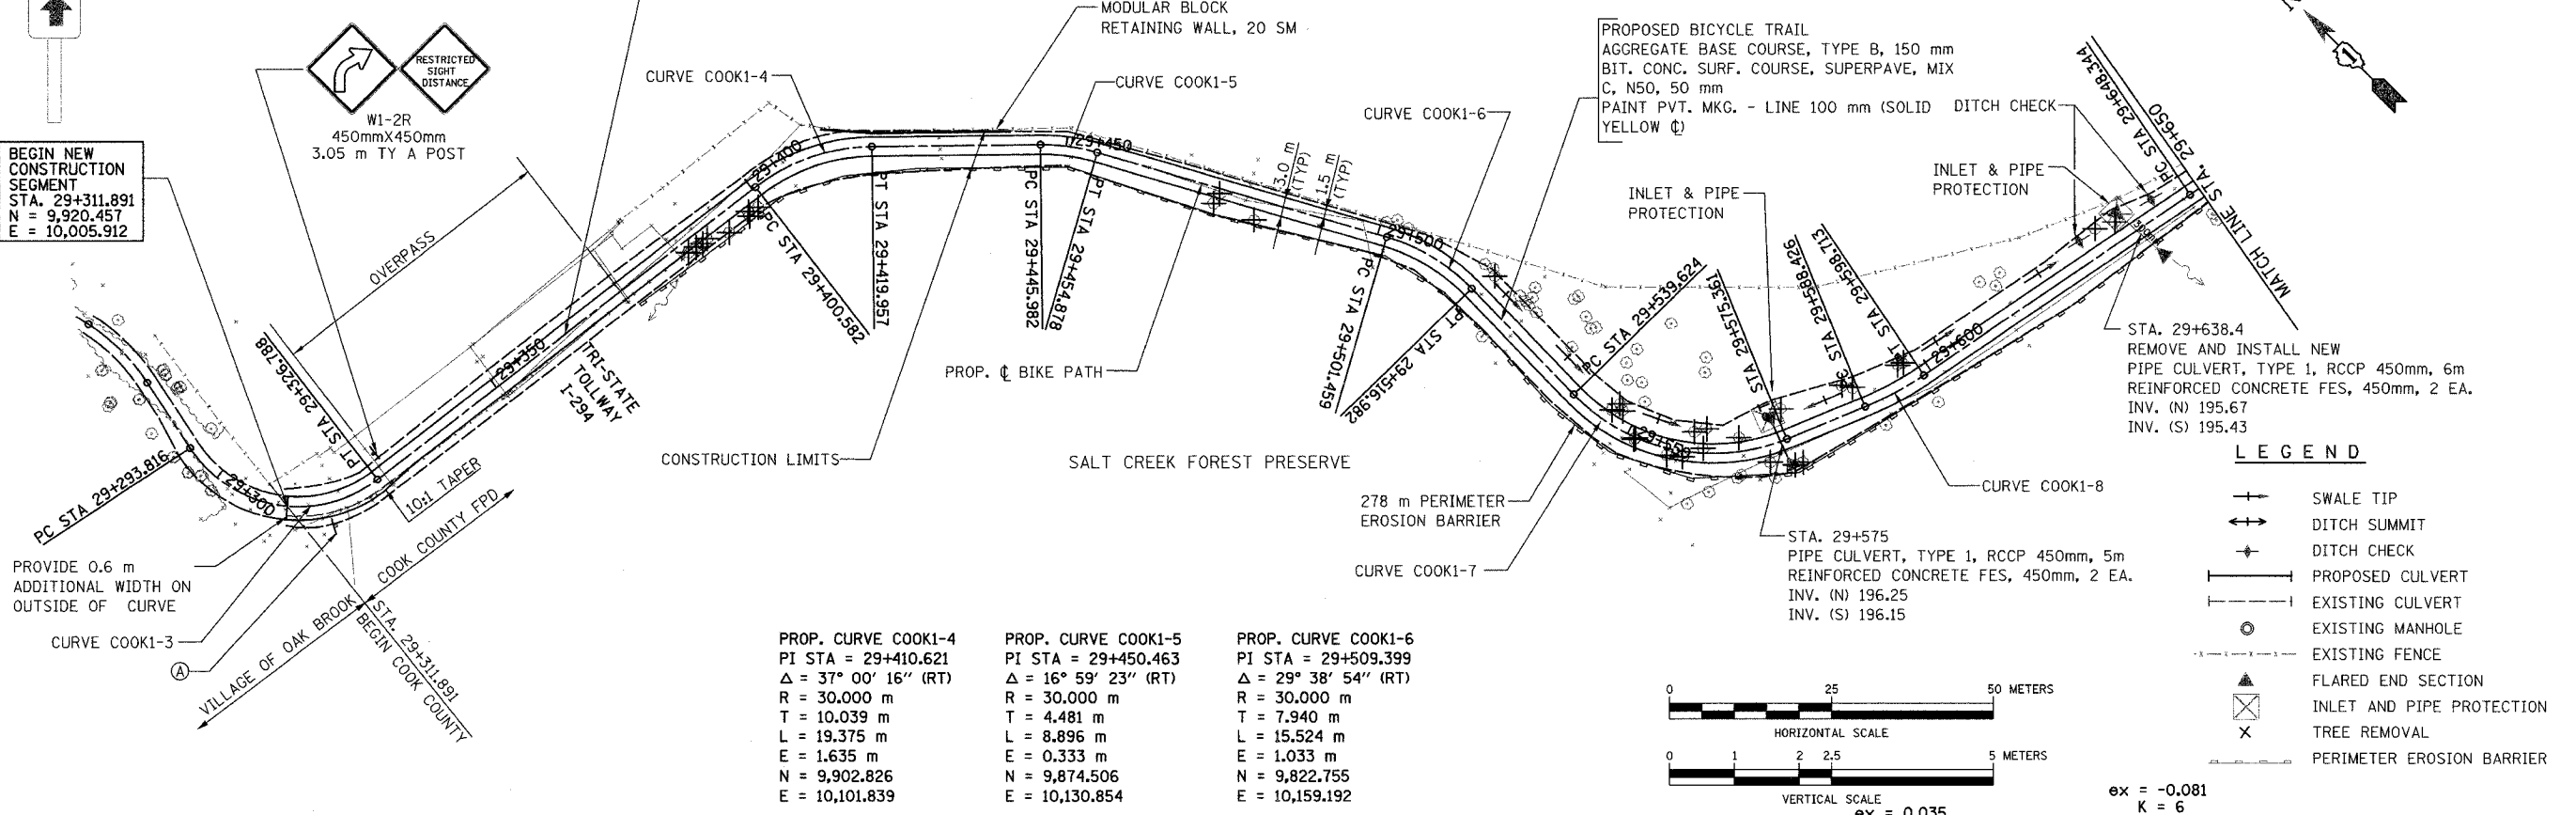 MODULAR BLOCK
RETAINING WALL, 20 SM
RESTRICTED
SIGHT
DISTANCE
W1-2R
450mmX450mm
3.05 m TY A POST
BEGIN NEW
CONSTRUCTION
SEGMENT
STA. 29+311.891
N = 9,920.457
E = 10,005.912
OVERPASS
CURVE COOK1-4
CURVE COOK1-5
CURVE COOK1-6
PROPOSED BICYCLE TRAIL
AGGREGATE BASE COURSE, TYPE B, 150 mm
BIT. CONC. SURF. COURSE, SUPERPAVE, MIX
C, N50, 50 mm
PAINT PVT. MKG. - LINE 100 mm (SOLID
YELLOW ℄)
DITCH CHECK
INLET & PIPE
PROTECTION
INLET & PIPE
PROTECTION
PC STA 29+648.344
MATCH LINE STA. 29+650
3.0 m
(TYP)
1.5 m
(TYP)
29+400
29+450
29+500
29+350
29+300
29+550
29+600
PC STA 29+293.816
PT STA 29+326.788
TRI-STATE
TOLLWAY
I-294
PC STA 29+400.582
PT STA 29+419.957
PC STA 29+445.982
PT STA 29+454.878
PC STA 29+501.459
PT STA 29+516.982
PC STA 29+539.624
STA 29+575.361
PC STA 29+588.426
PT STA 29+598.713
PROP. ℄ BIKE PATH
CONSTRUCTION LIMITS
SALT CREEK FOREST PRESERVE
10:1 TAPER
COOK COUNTY FPD
VILLAGE OF OAK BROOK
STA. 29+311.891
BEGIN COOK COUNTY
PROVIDE 0.6 m
ADDITIONAL WIDTH ON
OUTSIDE OF CURVE
CURVE COOK1-3
A
278 m PERIMETER
EROSION BARRIER
CURVE COOK1-7
CURVE COOK1-8
STA. 29+575
PIPE CULVERT, TYPE 1, RCCP 450mm, 5m
REINFORCED CONCRETE FES, 450mm, 2 EA.
INV. (N) 196.25
INV. (S) 196.15
STA. 29+638.4
REMOVE AND INSTALL NEW
PIPE CULVERT, TYPE 1, RCCP 450mm, 6m
REINFORCED CONCRETE FES, 450mm, 2 EA.
INV. (N) 195.67
INV. (S) 195.43
LEGEND
SWALE TIP
DITCH SUMMIT
DITCH CHECK
PROPOSED CULVERT
EXISTING CULVERT
EXISTING MANHOLE
EXISTING FENCE
FLARED END SECTION
INLET AND PIPE PROTECTION
TREE REMOVAL
PERIMETER EROSION BARRIER
PROP. CURVE COOK1-4
PI STA = 29+410.621
Δ = 37° 00' 16" (RT)
R = 30.000 m
T = 10.039 m
L = 19.375 m
E = 1.635 m
N = 9,902.826
E = 10,101.839
PROP. CURVE COOK1-5
PI STA = 29+450.463
Δ = 16° 59' 23" (RT)
R = 30.000 m
T = 4.481 m
L = 8.896 m
E = 0.333 m
N = 9,874.506
E = 10,130.854
PROP. CURVE COOK1-6
PI STA = 29+509.399
Δ = 29° 38' 54" (RT)
R = 30.000 m
T = 7.940 m
L = 15.524 m
E = 1.033 m
N = 9,822.755
E = 10,159.192
0 25 50 METERS
HORIZONTAL SCALE
0 1 2 2.5 5 METERS
VERTICAL SCALE
ex = 0.035
ex = -0.081
K = 6